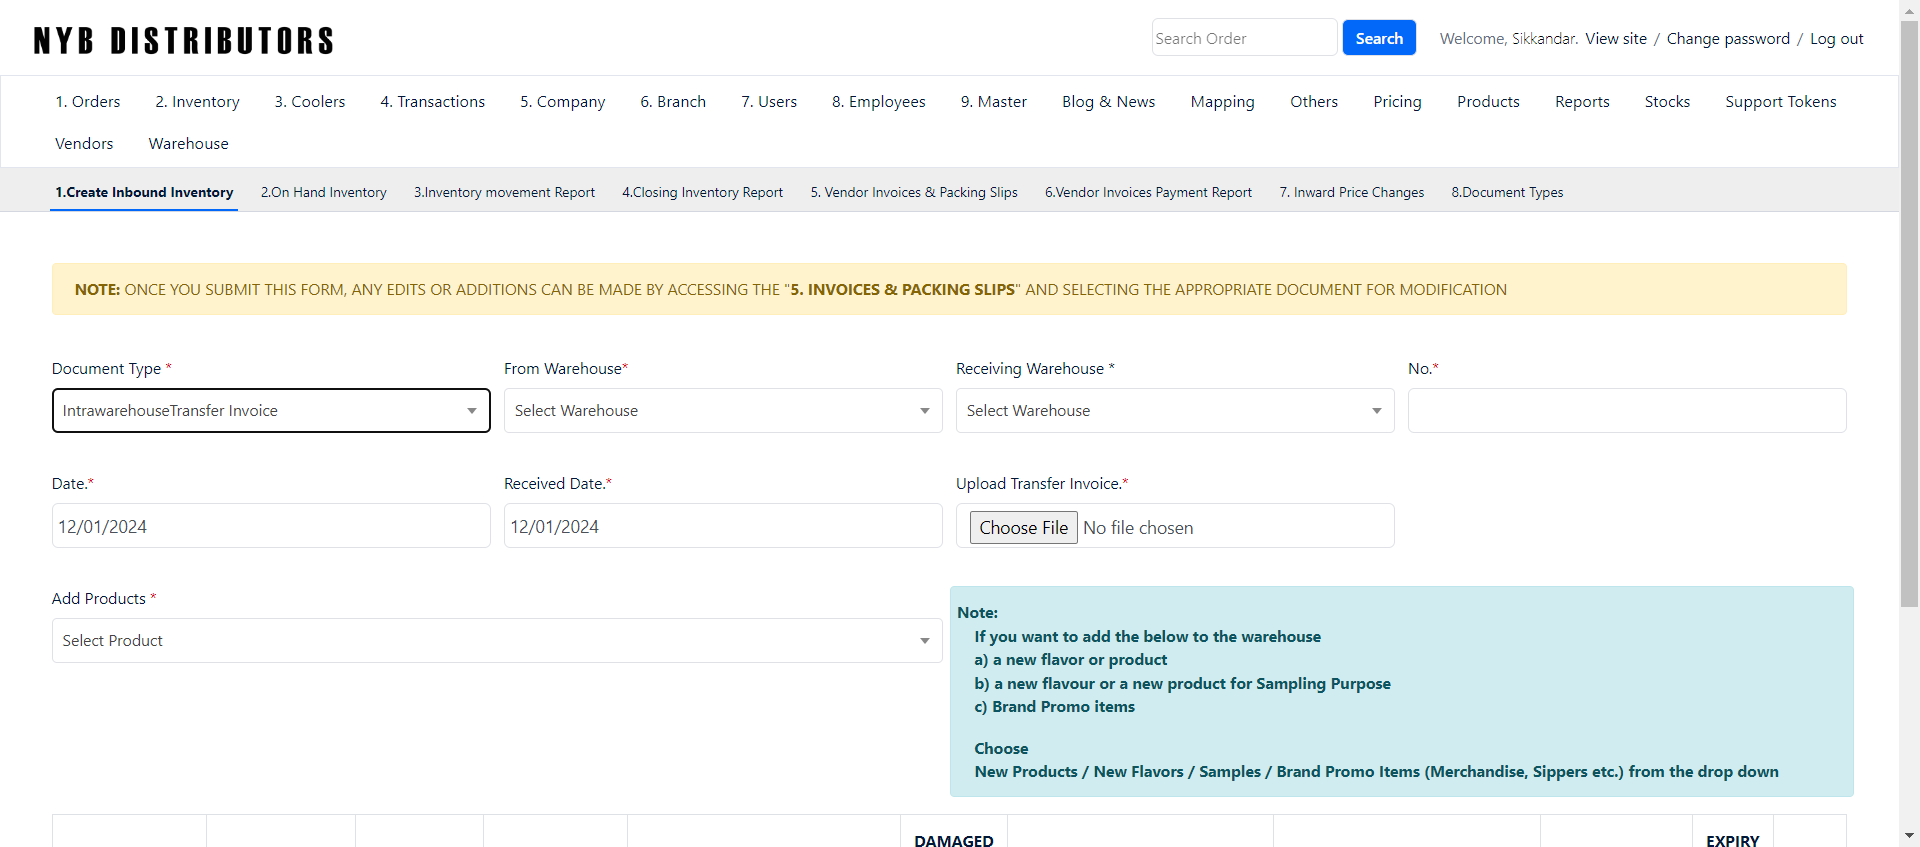 NYB DISTRIBUTORS
Search Order
Search
Welcome, Sikkandar. View site / Change password / Log out
1. Orders 2. Inventory 3. Coolers 4. Transactions 5. Company 6. Branch 7. Users 8. Employees 9. Master Blog & News Mapping Others Pricing Products Reports Stocks Support Tokens
Vendors Warehouse
1.Create Inbound Inventory 2.On Hand Inventory 3.Inventory movement Report 4.Closing Inventory Report 5. Vendor Invoices & Packing Slips 6.Vendor Invoices Payment Report 7. Inward Price Changes 8.Document Types
NOTE: ONCE YOU SUBMIT THIS FORM, ANY EDITS OR ADDITIONS CAN BE MADE BY ACCESSING THE "5. INVOICES & PACKING SLIPS" AND SELECTING THE APPROPRIATE DOCUMENT FOR MODIFICATION
Document Type * From Warehouse* Receiving Warehouse * No.*
IntrawarehouseTransfer Invoice Select Warehouse Select Warehouse
Date.* Received Date.* Upload Transfer Invoice.*
12/01/2024 12/01/2024 Choose File No file chosen
Add Products *
Select Product
Note:
If you want to add the below to the warehouse
a) a new flavor or product
b) a new flavour or a new product for Sampling Purpose
c) Brand Promo items
Choose
New Products / New Flavors / Samples / Brand Promo Items (Merchandise, Sippers etc.) from the drop down
DAMAGED EXPIRY